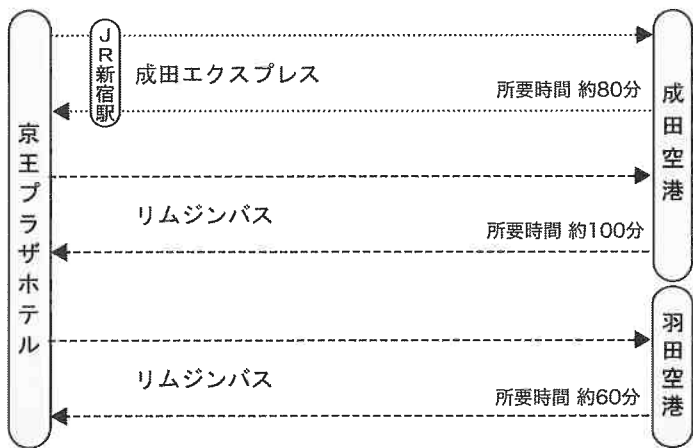 京王プラザホテル
JR新宿駅
成田エクスプレス
所要時間 約80分
リムジンバス
所要時間 約100分
成田空港
リムジンバス
所要時間 約60分
羽田空港